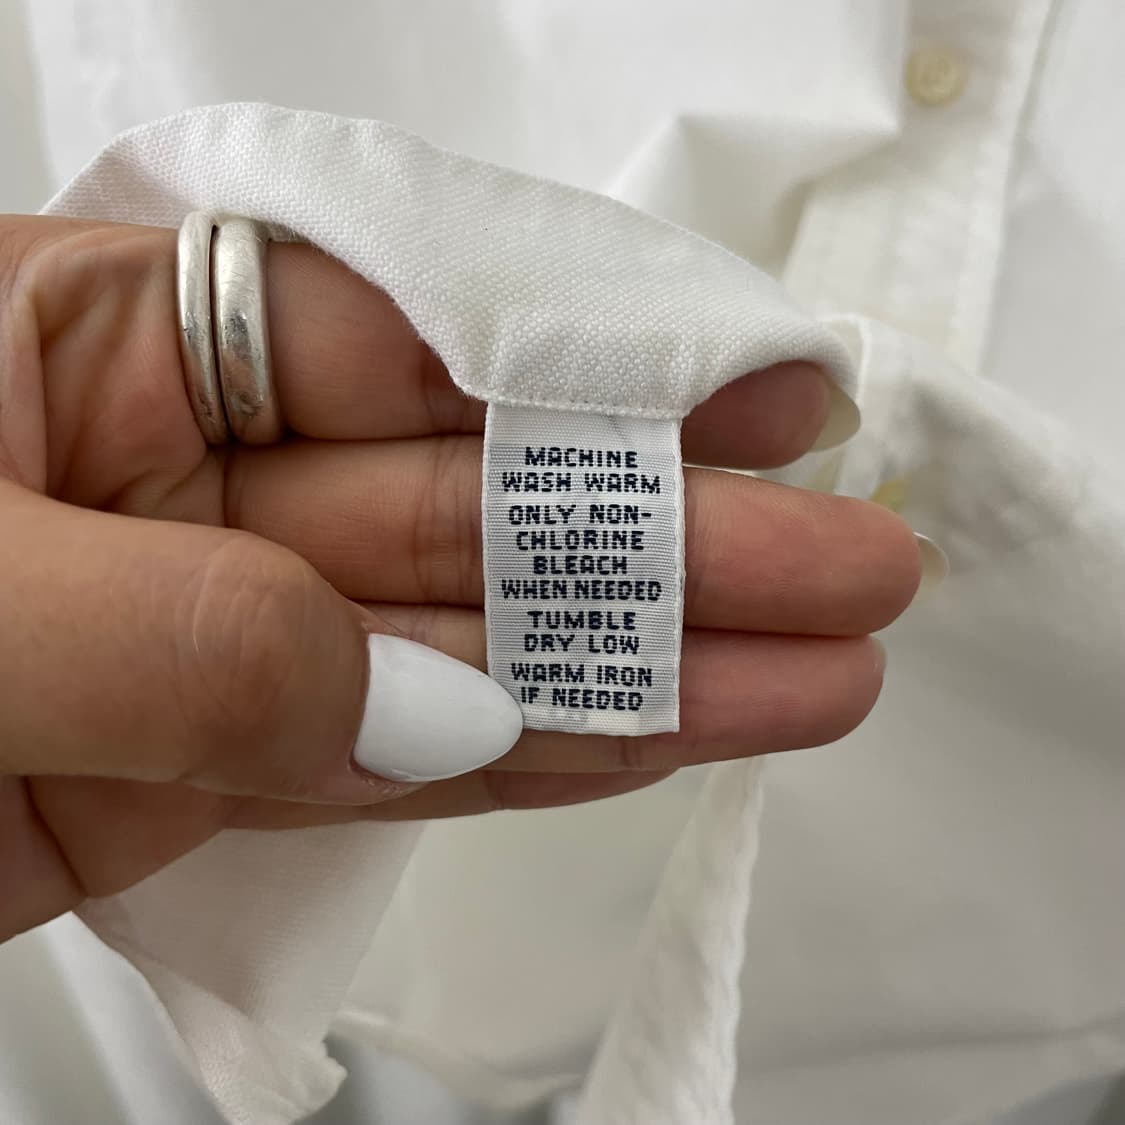 MACHINE
WASH WARM
ONLY NON-
CHLORINE
BLEACH
WHEN NEEDED
TUMBLE
DRY LOW
WARM IRON
IF NEEDED